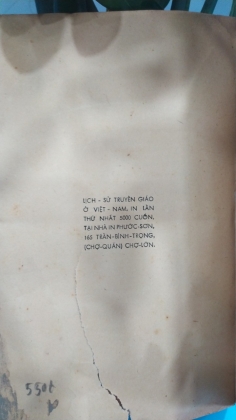 LỊCH - SỬ TRUYỀN GIÁO
Ở VIỆT - NAM, IN LẦN
THỨ NHẤT 5000 CUỐN,
TẠI NHÀ IN PHƯỚC-SƠN,
165 TRẦN-BÌNH-TRỌNG,
(CHỢ-QUÁN) CHỢ-LỚN.